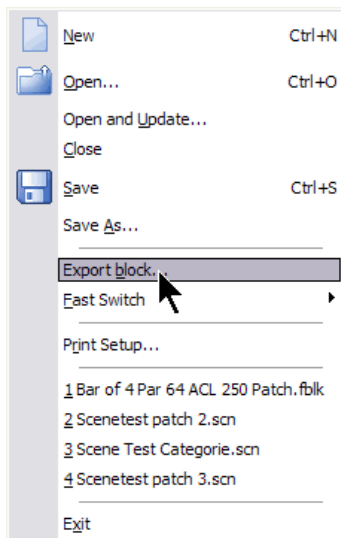 New Ctrl+N
Open... Ctrl+O
Open and Update...
Close
Save Ctrl+S
Save As...
Export block...
Fast Switch
Print Setup...
1 Bar of 4 Par 64 ACL 250 Patch.fblk
2 Scenetest patch 2.scn
3 Scene Test Categorie.scn
4 Scenetest patch 3.scn
Exit